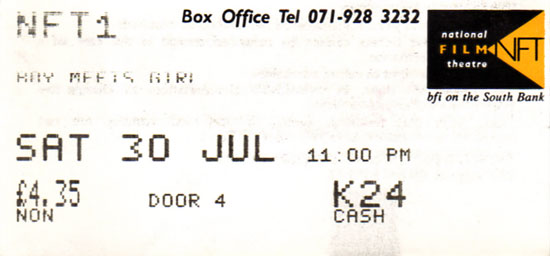 NFT1
Box Office Tel 071-928 3232
national
FILM
theatre
NFT
bfi on the South Bank
MEETS GIRL
SAT 30 JUL 11:00 PM
£4.35 DOOR 4 K24
NON CASH